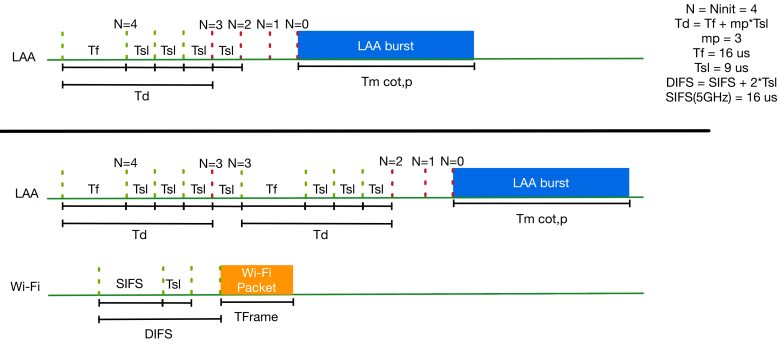 N = Ninit = 4
Td = Tf + mp*Tsl
mp = 3
Tf = 16 us
Tsl = 9 us
DIFS = SIFS + 2*Tsl
SIFS(5GHz) = 16 us
N=4 N=3 N=2 N=1 N=0
LAA Tf Tsl Tsl Tsl Tsl LAA burst
Td Tm cot,p
N=4 N=3 N=3 N=2 N=1 N=0
LAA Tf Tsl Tsl Tsl Tsl Tf Tsl Tsl Tsl LAA burst
Td Td Tm cot,p
Wi-Fi SIFS Tsl Wi-Fi
Packet
DIFS TFrame